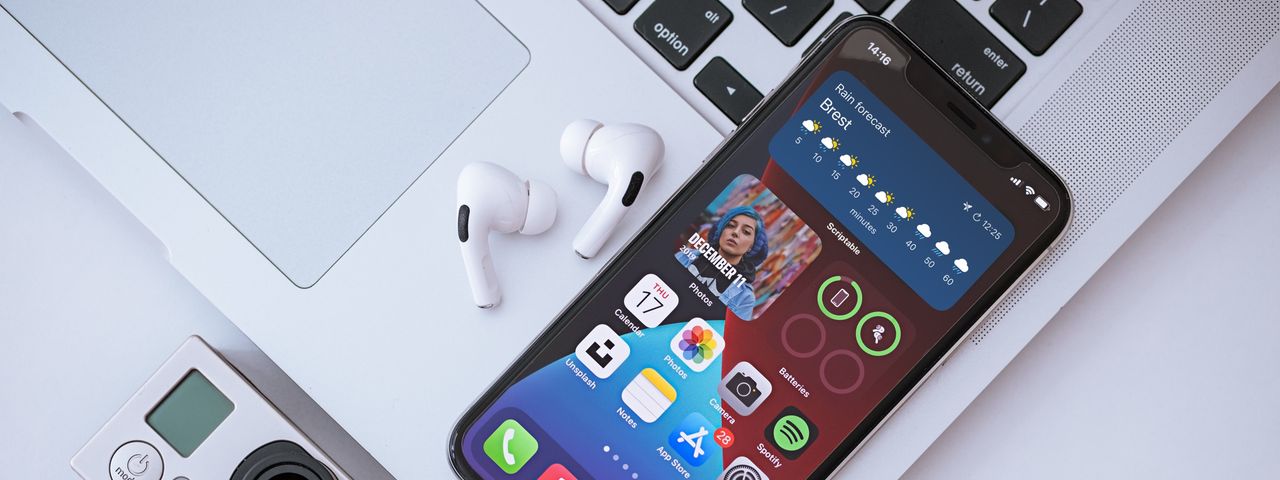 alt
option
enter
return
14:16
Rain forecast
Brest
5
10
15
20
25
30
40
50
60
minutes
12:25
Scriptable
DECEMBER 11
2019
Photos
THU
17
Calendar
Photos
Batteries
Unsplash
Notes
Camera
Spotify
App Store
28
mode